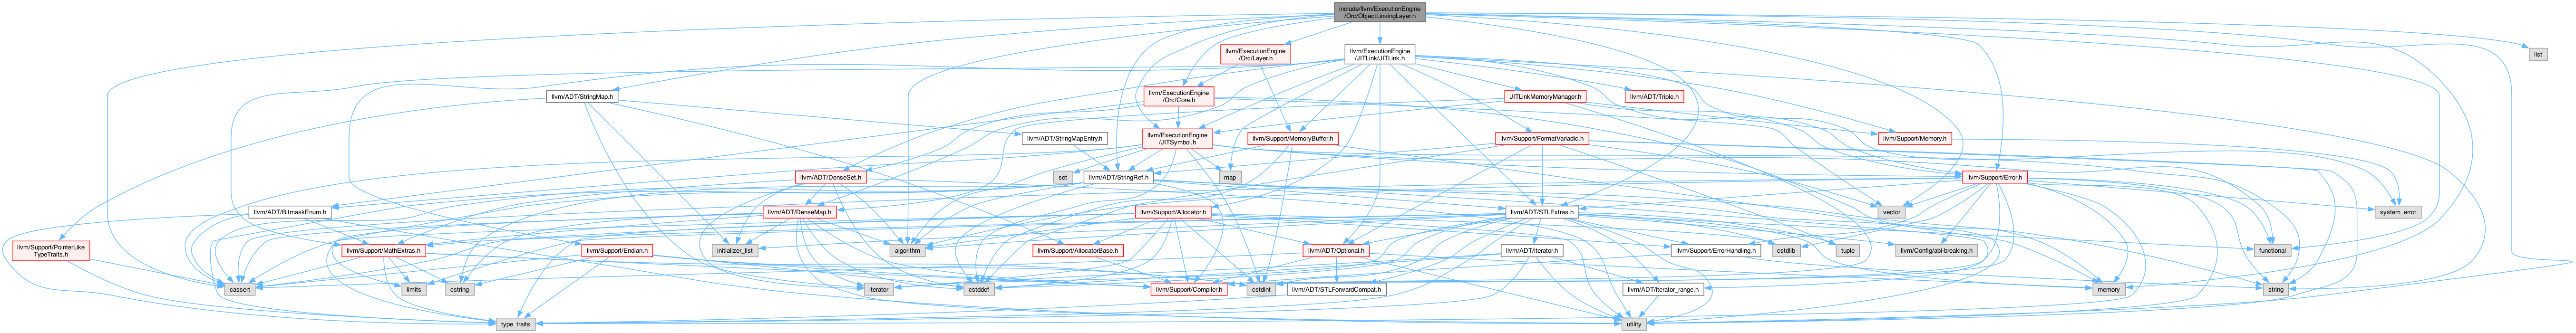 include/llvm/ExecutionEngine
/Orc/ObjectLinkingLayer.h
llvm/ExecutionEngine
/Orc/Layer.h
llvm/ExecutionEngine
/JITLink/JITLink.h
list
llvm/ADT/StringMap.h
llvm/ExecutionEngine
/Orc/Core.h
JITLinkMemoryManager.h
llvm/ADT/Triple.h
llvm/ADT/StringMapEntry.h
llvm/ExecutionEngine
/JITSymbol.h
llvm/Support/MemoryBuffer.h
llvm/Support/FormatVariadic.h
llvm/Support/Memory.h
llvm/ADT/DenseSet.h
set
llvm/ADT/StringRef.h
map
llvm/Support/Error.h
llvm/ADT/BitmaskEnum.h
llvm/ADT/DenseMap.h
llvm/Support/Allocator.h
llvm/ADT/STLExtras.h
vector
system_error
llvm/Support/PointerLike
TypeTraits.h
llvm/Support/MathExtras.h
llvm/Support/Endian.h
initializer_list
algorithm
llvm/Support/AllocatorBase.h
llvm/ADT/Optional.h
llvm/ADT/iterator.h
llvm/Support/ErrorHandling.h
cstdlib
tuple
llvm/Config/abi-breaking.h
functional
cassert
limits
cstring
iterator
cstddef
llvm/Support/Compiler.h
cstdint
llvm/ADT/STLForwardCompat.h
llvm/ADT/iterator_range.h
memory
string
type_traits
utility